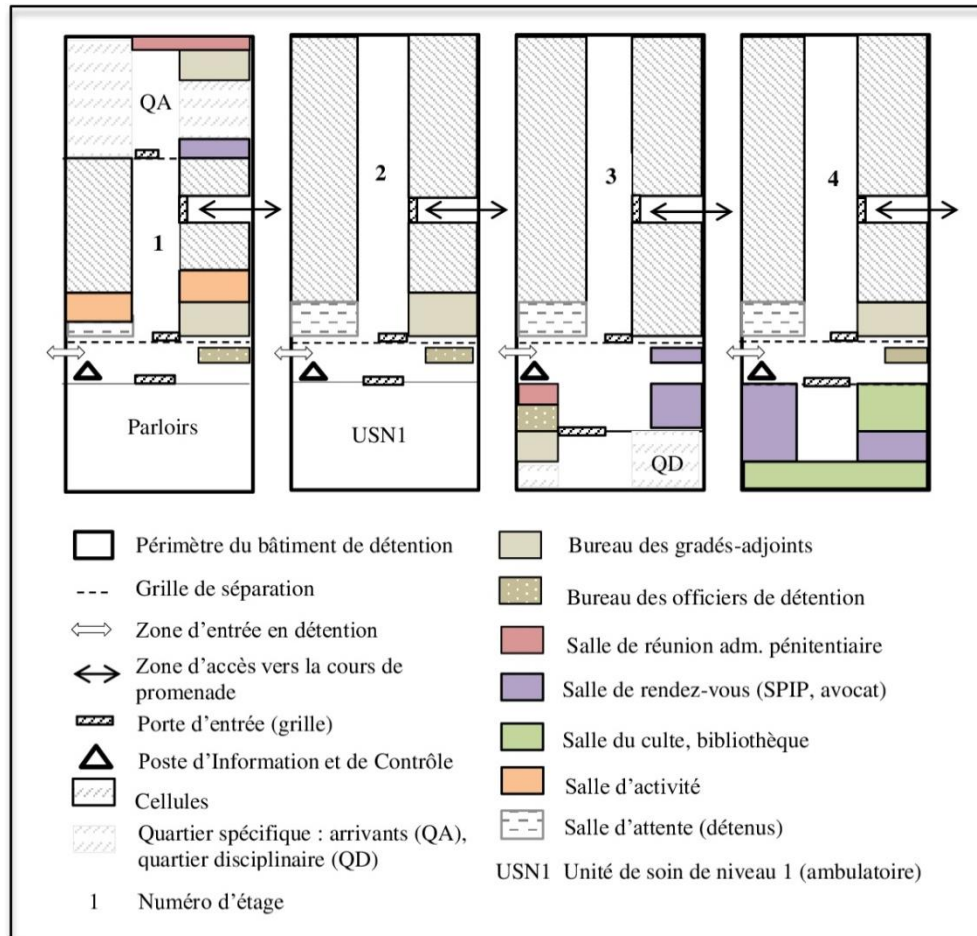 QA
1
2
3
4
Parloirs
USN1
QD
Périmètre du bâtiment de détention
Grille de séparation
Zone d'entrée en détention
Zone d'accès vers la cours de
promenade
Porte d'entrée (grille)
Poste d'Information et de Contrôle
Cellules
Quartier spécifique : arrivants (QA),
quartier disciplinaire (QD)
1 Numéro d'étage
Bureau des gradés-adjoints
Bureau des officiers de détention
Salle de réunion adm. pénitentiaire
Salle de rendez-vous (SPIP, avocat)
Salle du culte, bibliothèque
Salle d'activité
Salle d'attente (détenus)
USN1 Unité de soin de niveau 1 (ambulatoire)